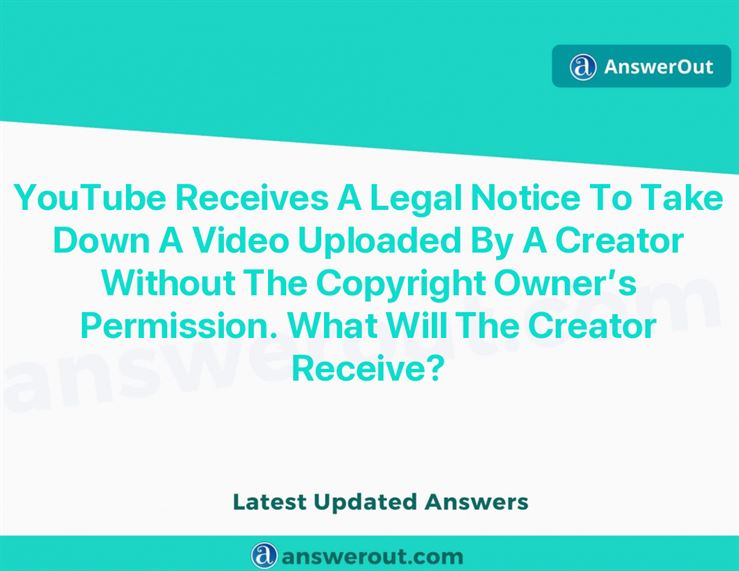 AnswerOut
YouTube Receives A Legal Notice To Take
Down A Video Uploaded By A Creator
Without The Copyright Owner’s
Permission. What Will The Creator
Receive?
answerout.com
Latest Updated Answers
answerout.com